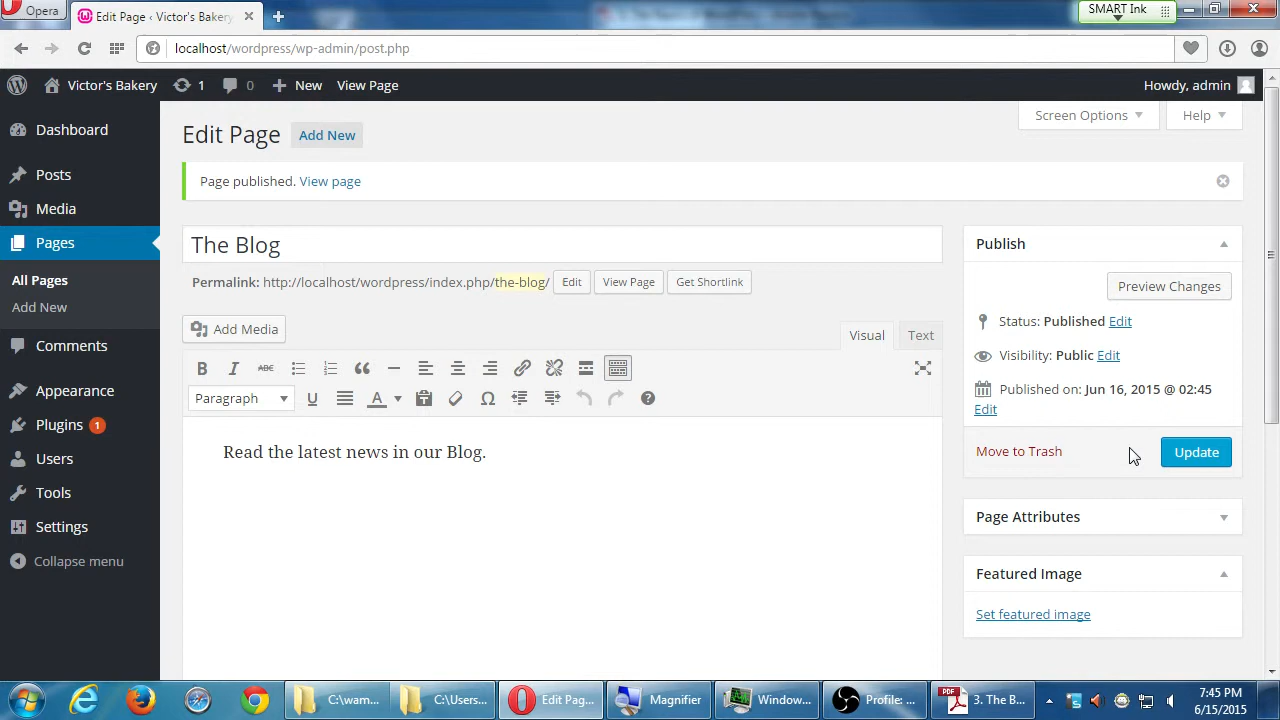 Opera
Edit Page ‹ Victor's Bakery
SMART Ink
localhost/wordpress/wp-admin/post.php
Victor's Bakery 1 0 New View Page Howdy, admin
Screen Options Help
Edit Page Add New
Dashboard
Posts
Media
Pages
All Pages
Add New
Comments
Appearance
Plugins 1
Users
Tools
Settings
Collapse menu
Page published. View page
The Blog
Permalink: http://localhost/wordpress/index.php/the-blog/ Edit View Page Get Shortlink
Add Media
Visual Text
B I ABC
Paragraph U A Ω ?
Read the latest news in our Blog.
Publish
Preview Changes
Status: Published Edit
Visibility: Public Edit
Published on: Jun 16, 2015 @ 02:45
Edit
Move to Trash Update
Page Attributes
Featured Image
Set featured image
C:\wam... C:\Users... Edit Pag... Magnifier Window... Profile: ... PDF 3. The B...
7:45 PM
6/15/2015